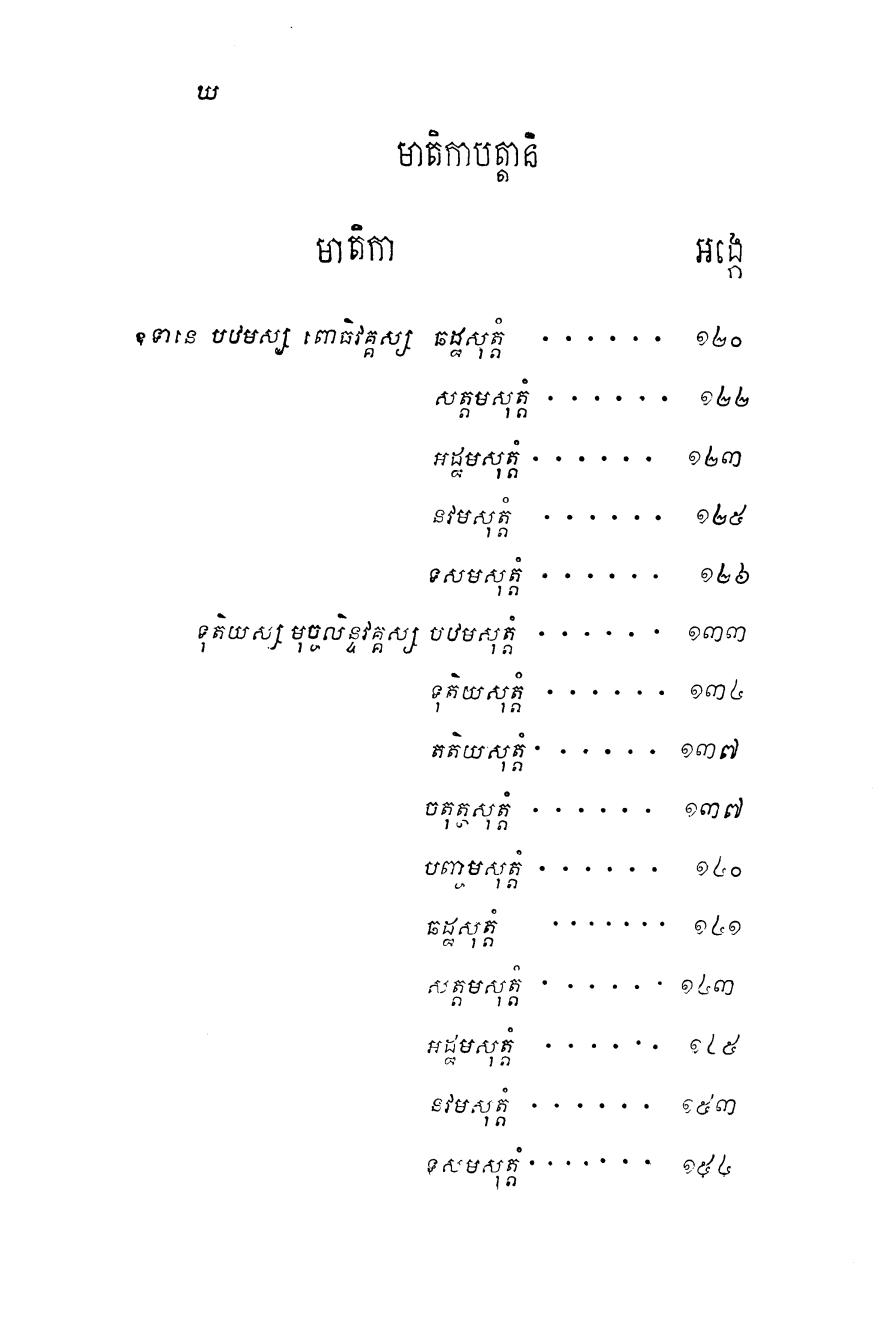 ឃ
មាតិកាបត្តានិ
មាតិកា អង្កេ
ឧទានេ បឋមស្ស ពោធិវគ្គស្ស ឆដ្ឋសុត្តំ . . . . . . ១២០
សត្តមសុត្តំ . . . . . . ១២២
អដ្ឋមសុត្តំ . . . . . . ១២៣
នវមសុត្តំ . . . . . . ១២៥
ទសមសុត្តំ . . . . . . ១២៦
ទុតិយស្ស មុច្ចលិន្ទវគ្គស្ស បឋមសុត្តំ . . . . . . ១៣៣
ទុតិយសុត្តំ . . . . . . ១៣៤
តតិយសុត្តំ . . . . . . ១៣៧
ចតុត្ថសុត្តំ . . . . . . ១៣៧
បញ្ចមសុត្តំ . . . . . . ១៤០
ឆដ្ឋសុត្តំ . . . . . . . ១៤១
សត្តមសុត្តំ . . . . . . ១៤៣
អដ្ឋមសុត្តំ . . . . . . . ១៤៥
នវមសុត្តំ . . . . . . ១៥៣
ទសមសុត្តំ . . . . . . . ១៥៤